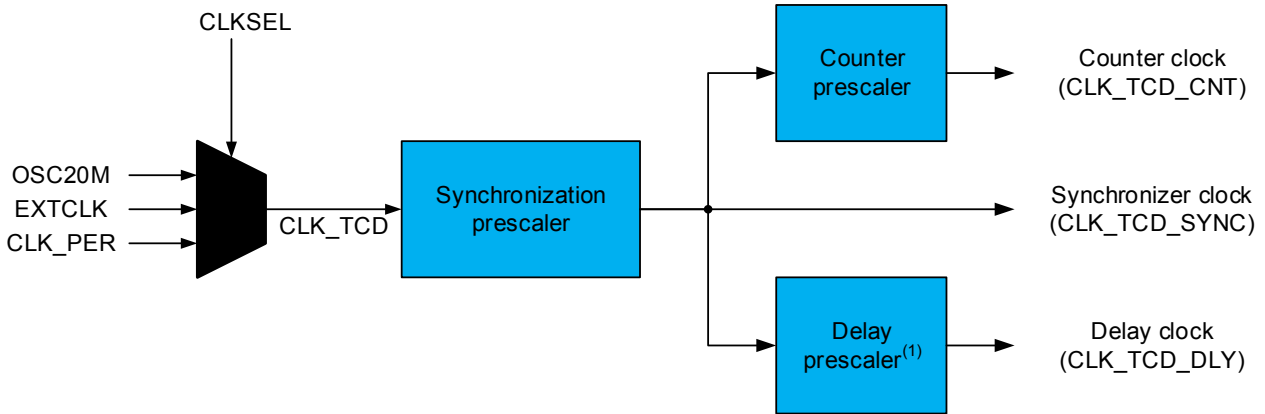 CLKSEL
OSC20M
EXTCLK
CLK_PER
CLK_TCD
Synchronization
prescaler
Counter
prescaler
Counter clock
(CLK_TCD_CNT)
Synchronizer clock
(CLK_TCD_SYNC)
Delay
prescaler(1)
Delay clock
(CLK_TCD_DLY)